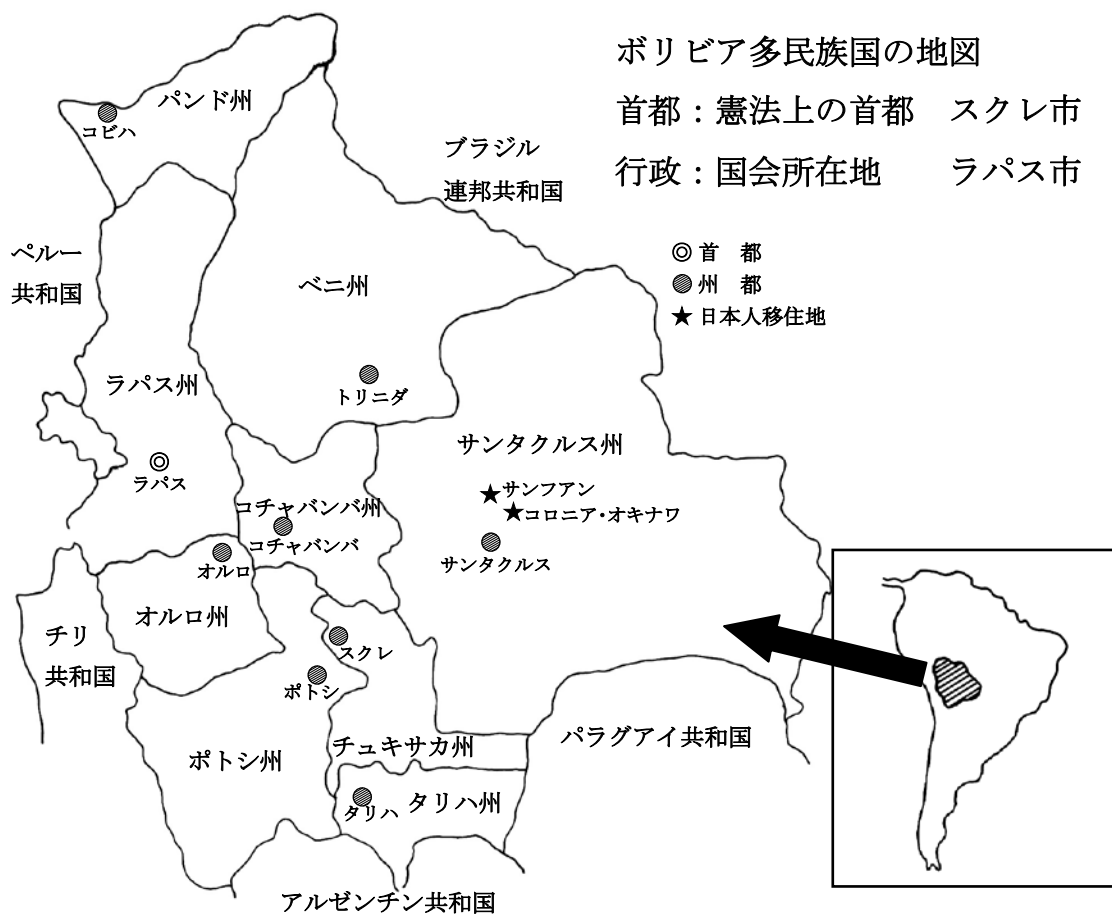 ボリビア多民族国の地図
首都：憲法上の首都　スクレ市
行政：国会所在地　　ラパス市
◎首　都
州　都
★日本人移住地
パンド州
コビハ
ブラジル
連邦共和国
ペルー
共和国
ベニ州
ラパス州
トリニダ
サンタクルス州
ラパス
★サンフアン
★コロニア・オキナワ
コチャバンバ州
コチャバンバ
サンタクルス
オルロ
オルロ州
チリ
共和国
スクレ
ポトシ
ポトシ州
チュキサカ州
パラグアイ共和国
タリハ
タリハ州
アルゼンチン共和国